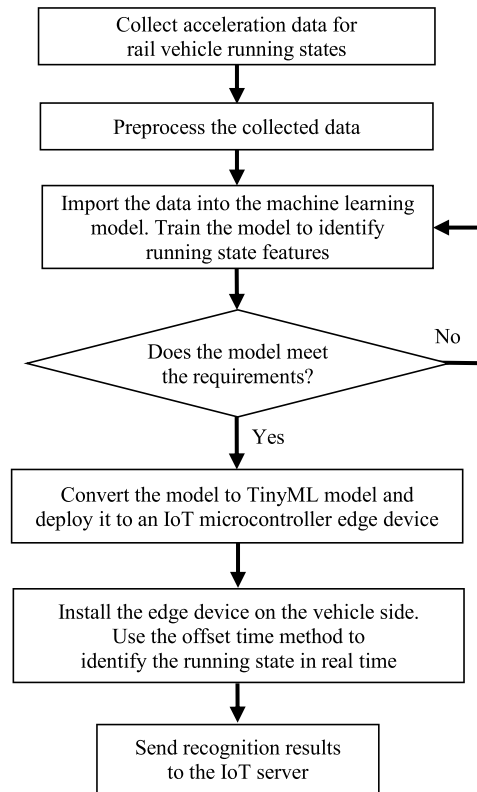 Collect acceleration data for
rail vehicle running states
Preprocess the collected data
Import the data into the machine learning
model. Train the model to identify
running state features
Does the model meet
the requirements?
No
Yes
Convert the model to TinyML model and
deploy it to an IoT microcontroller edge device
Install the edge device on the vehicle side.
Use the offset time method to
identify the running state in real time
Send recognition results
to the IoT server